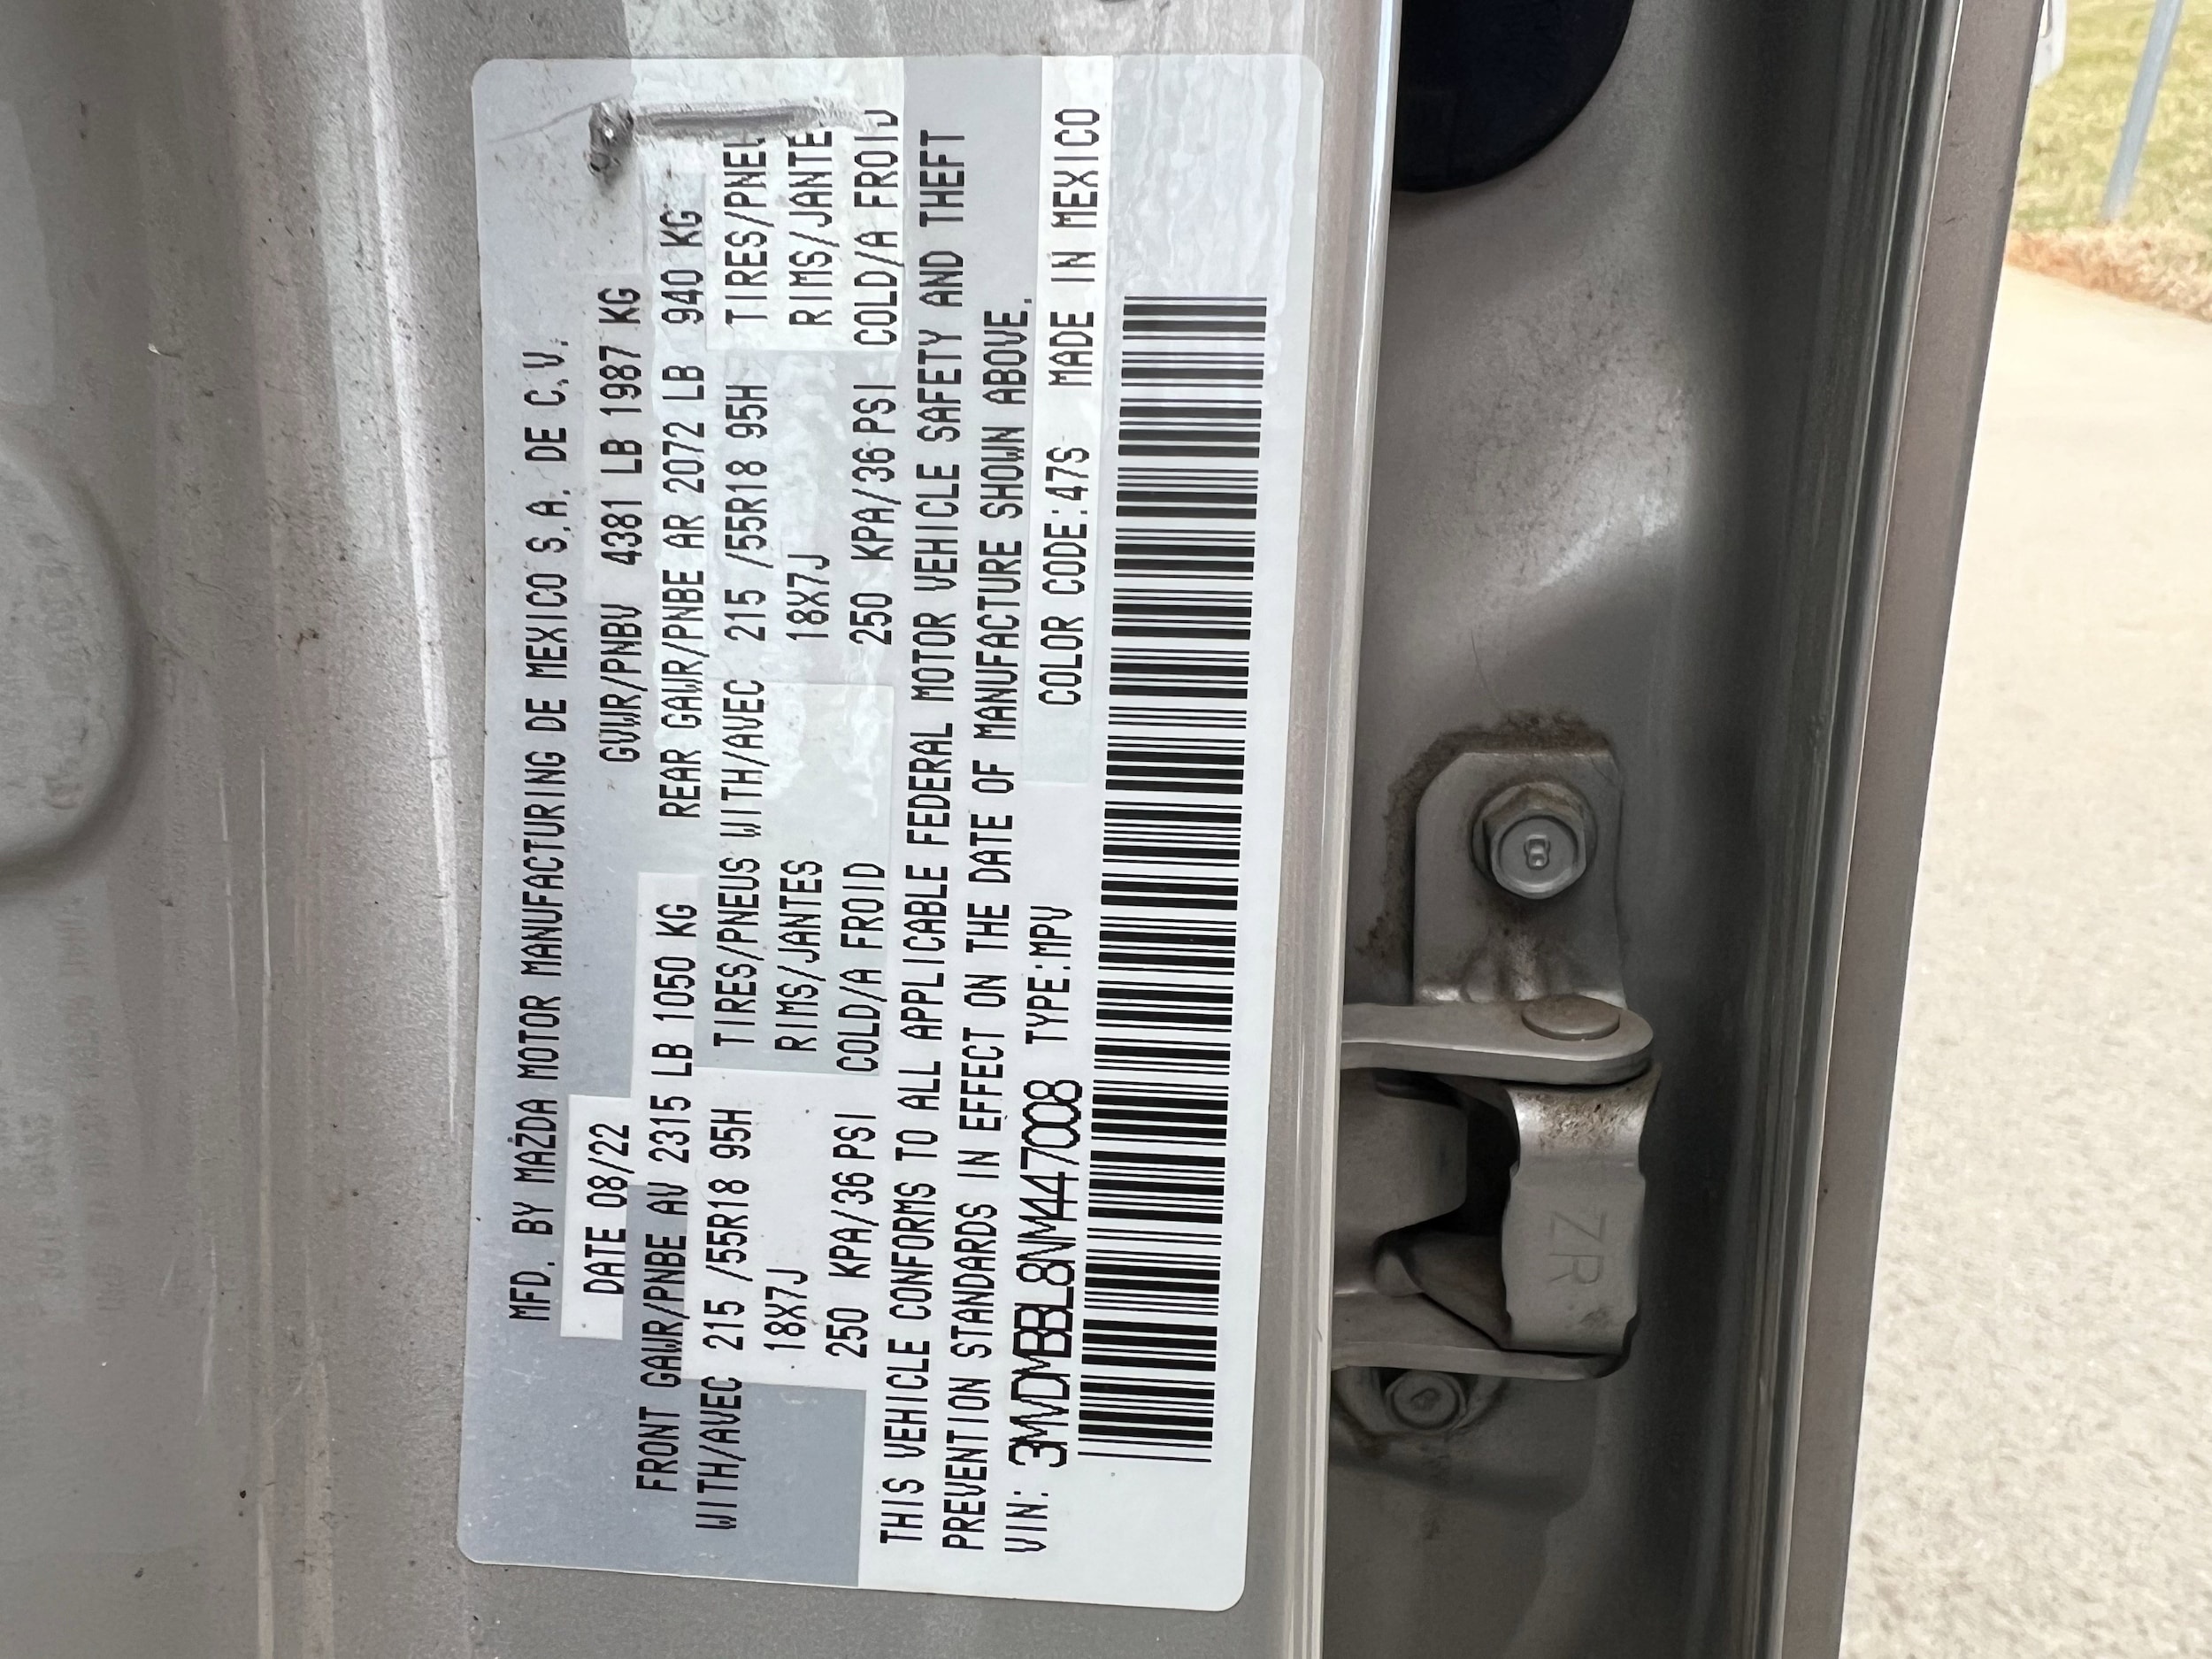 MFD. BY MAZDA MOTOR MANUFACTURING DE MEXICO S.A. DE C.V.
DATE 08/22 GVWR/PNBV 4381 LB 1987 KG
FRONT GAWR/PNBE AV 2315 LB 1050 KG REAR GAWR/PNBE AR 2072 LB 940 KG
WITH/AVEC 215 /55R18 95H TIRES/PNEUS WITH/AVEC 215 /55R18 95H TIRES/PNEU
18X7J RIMS/JANTES 18X7J RIMS/JANTE
250 KPA/36 PSI COLD/A FROID 250 KPA/36 PSI COLD/A FROID
THIS VEHICLE CONFORMS TO ALL APPLICABLE FEDERAL MOTOR VEHICLE SAFETY AND THEFT
PREVENTION STANDARDS IN EFFECT ON THE DATE OF MANUFACTURE SHOWN ABOVE.
VIN: 3MVDMBBL8NM447008 TYPE:MPV COLOR CODE:47S MADE IN MEXICO
8
ZR